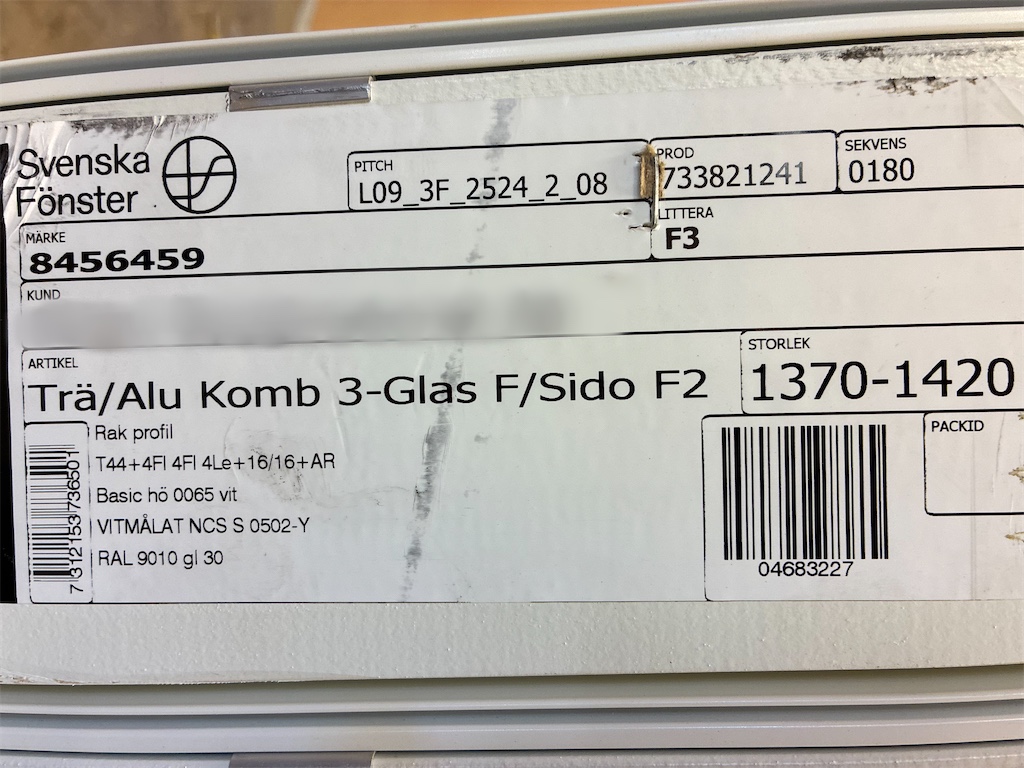 Svenska
Fönster
PITCH
L09_3F_2524_2_08
PROD
733821241
SEKVENS
0180
MÄRKE
8456459
LITTERA
F3
KUND
ARTIKEL
Trä/Alu Komb 3-Glas F/Sido F2
STORLEK
1370-1420
Rak profil
T44+4Fl 4Fl 4Le+16/16+AR
Basic hö 0065 vit
VITMÅLAT NCS S 0502-Y
RAL 9010 gl 30
7312153736501
04683227
PACKID